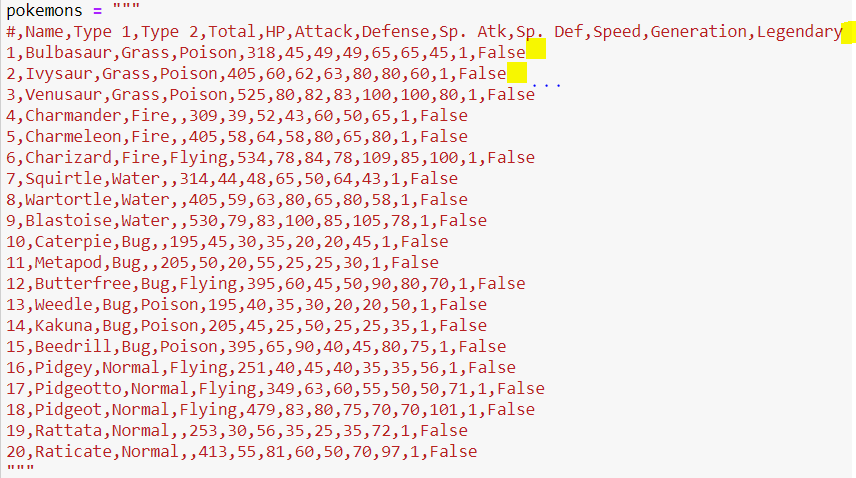 pokemons = """
#,Name,Type 1,Type 2,Total,HP,Attack,Defense,Sp. Atk,Sp. Def,Speed,Generation,Legendary
1,Bulbasaur,Grass,Poison,318,45,49,49,65,65,45,1,False
2,Ivysaur,Grass,Poison,405,60,62,63,80,80,60,1,False
...
3,Venusaur,Grass,Poison,525,80,82,83,100,100,80,1,False
4,Charmander,Fire,,309,39,52,43,60,50,65,1,False
5,Charmeleon,Fire,,405,58,64,58,80,65,80,1,False
6,Charizard,Fire,Flying,534,78,84,78,109,85,100,1,False
7,Squirtle,Water,,314,44,48,65,50,64,43,1,False
8,Wartortle,Water,,405,59,63,80,65,80,58,1,False
9,Blastoise,Water,,530,79,83,100,85,105,78,1,False
10,Caterpie,Bug,,195,45,30,35,20,20,45,1,False
11,Metapod,Bug,,205,50,20,55,25,25,30,1,False
12,Butterfree,Bug,Flying,395,60,45,50,90,80,70,1,False
13,Weedle,Bug,Poison,195,40,35,30,20,20,50,1,False
14,Kakuna,Bug,Poison,205,45,25,50,25,25,35,1,False
15,Beedrill,Bug,Poison,395,65,90,40,45,80,75,1,False
16,Pidgey,Normal,Flying,251,40,45,40,35,35,56,1,False
17,Pidgeotto,Normal,Flying,349,63,60,55,50,50,71,1,False
18,Pidgeot,Normal,Flying,479,83,80,75,70,70,101,1,False
19,Rattata,Normal,,253,30,56,35,25,35,72,1,False
20,Raticate,Normal,,413,55,81,60,50,70,97,1,False
"""